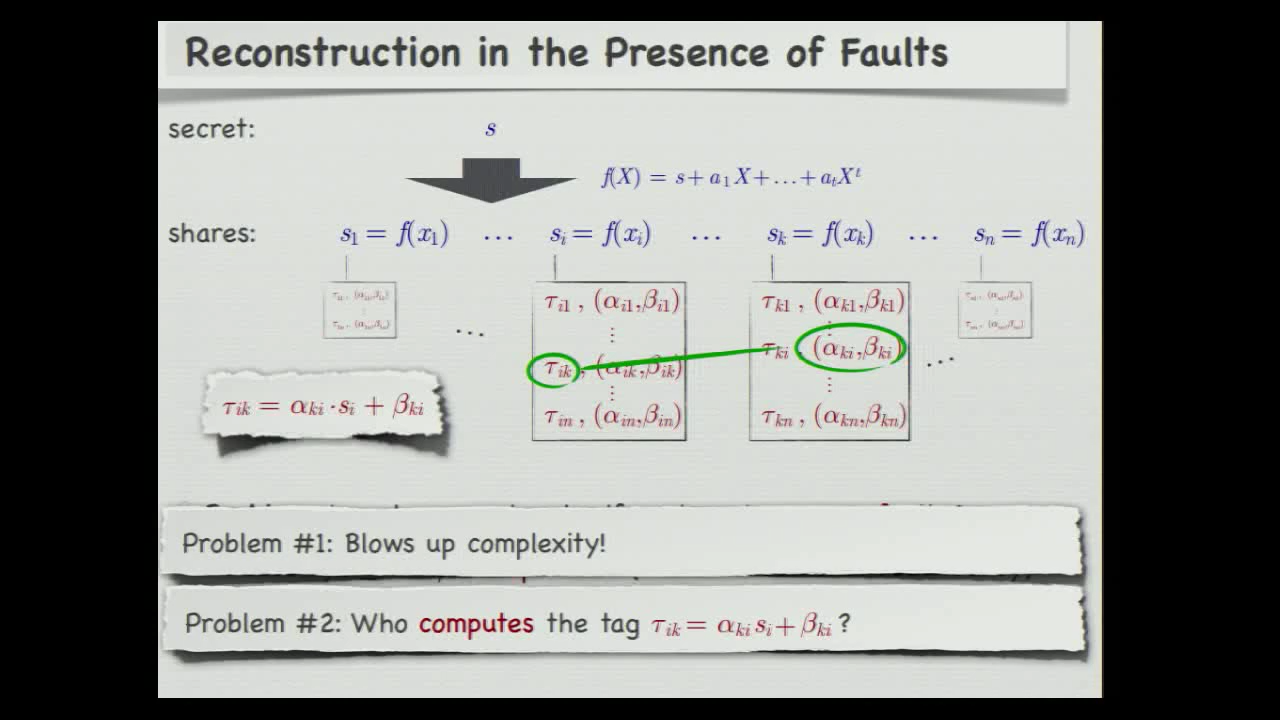 Reconstruction in the Presence of Faults
secret: s
f(X) = s + a₁X + … + aₜXᵗ
shares: s₁ = f(x₁) … sᵢ = f(xᵢ) … sₖ = f(xₖ) … sₙ = f(xₙ)
τᵢ₁ , (αᵢ₁,βᵢ₁) τₖ₁ , (αₖ₁,βₖ₁)
⋮ ⋮
… τᵢₖ , (αᵢₖ,βᵢₖ) τₖᵢ , (αₖᵢ,βₖᵢ) …
⋮ ⋮
τᵢₙ , (αᵢₙ,βᵢₙ) τₖₙ , (αₖₙ,βₖₙ)
τᵢₖ = αₖᵢ · sᵢ + βₖᵢ
Problem #1: Blows up complexity!
Problem #2: Who computes the tag τᵢₖ = αₖᵢ sᵢ + βₖᵢ ?